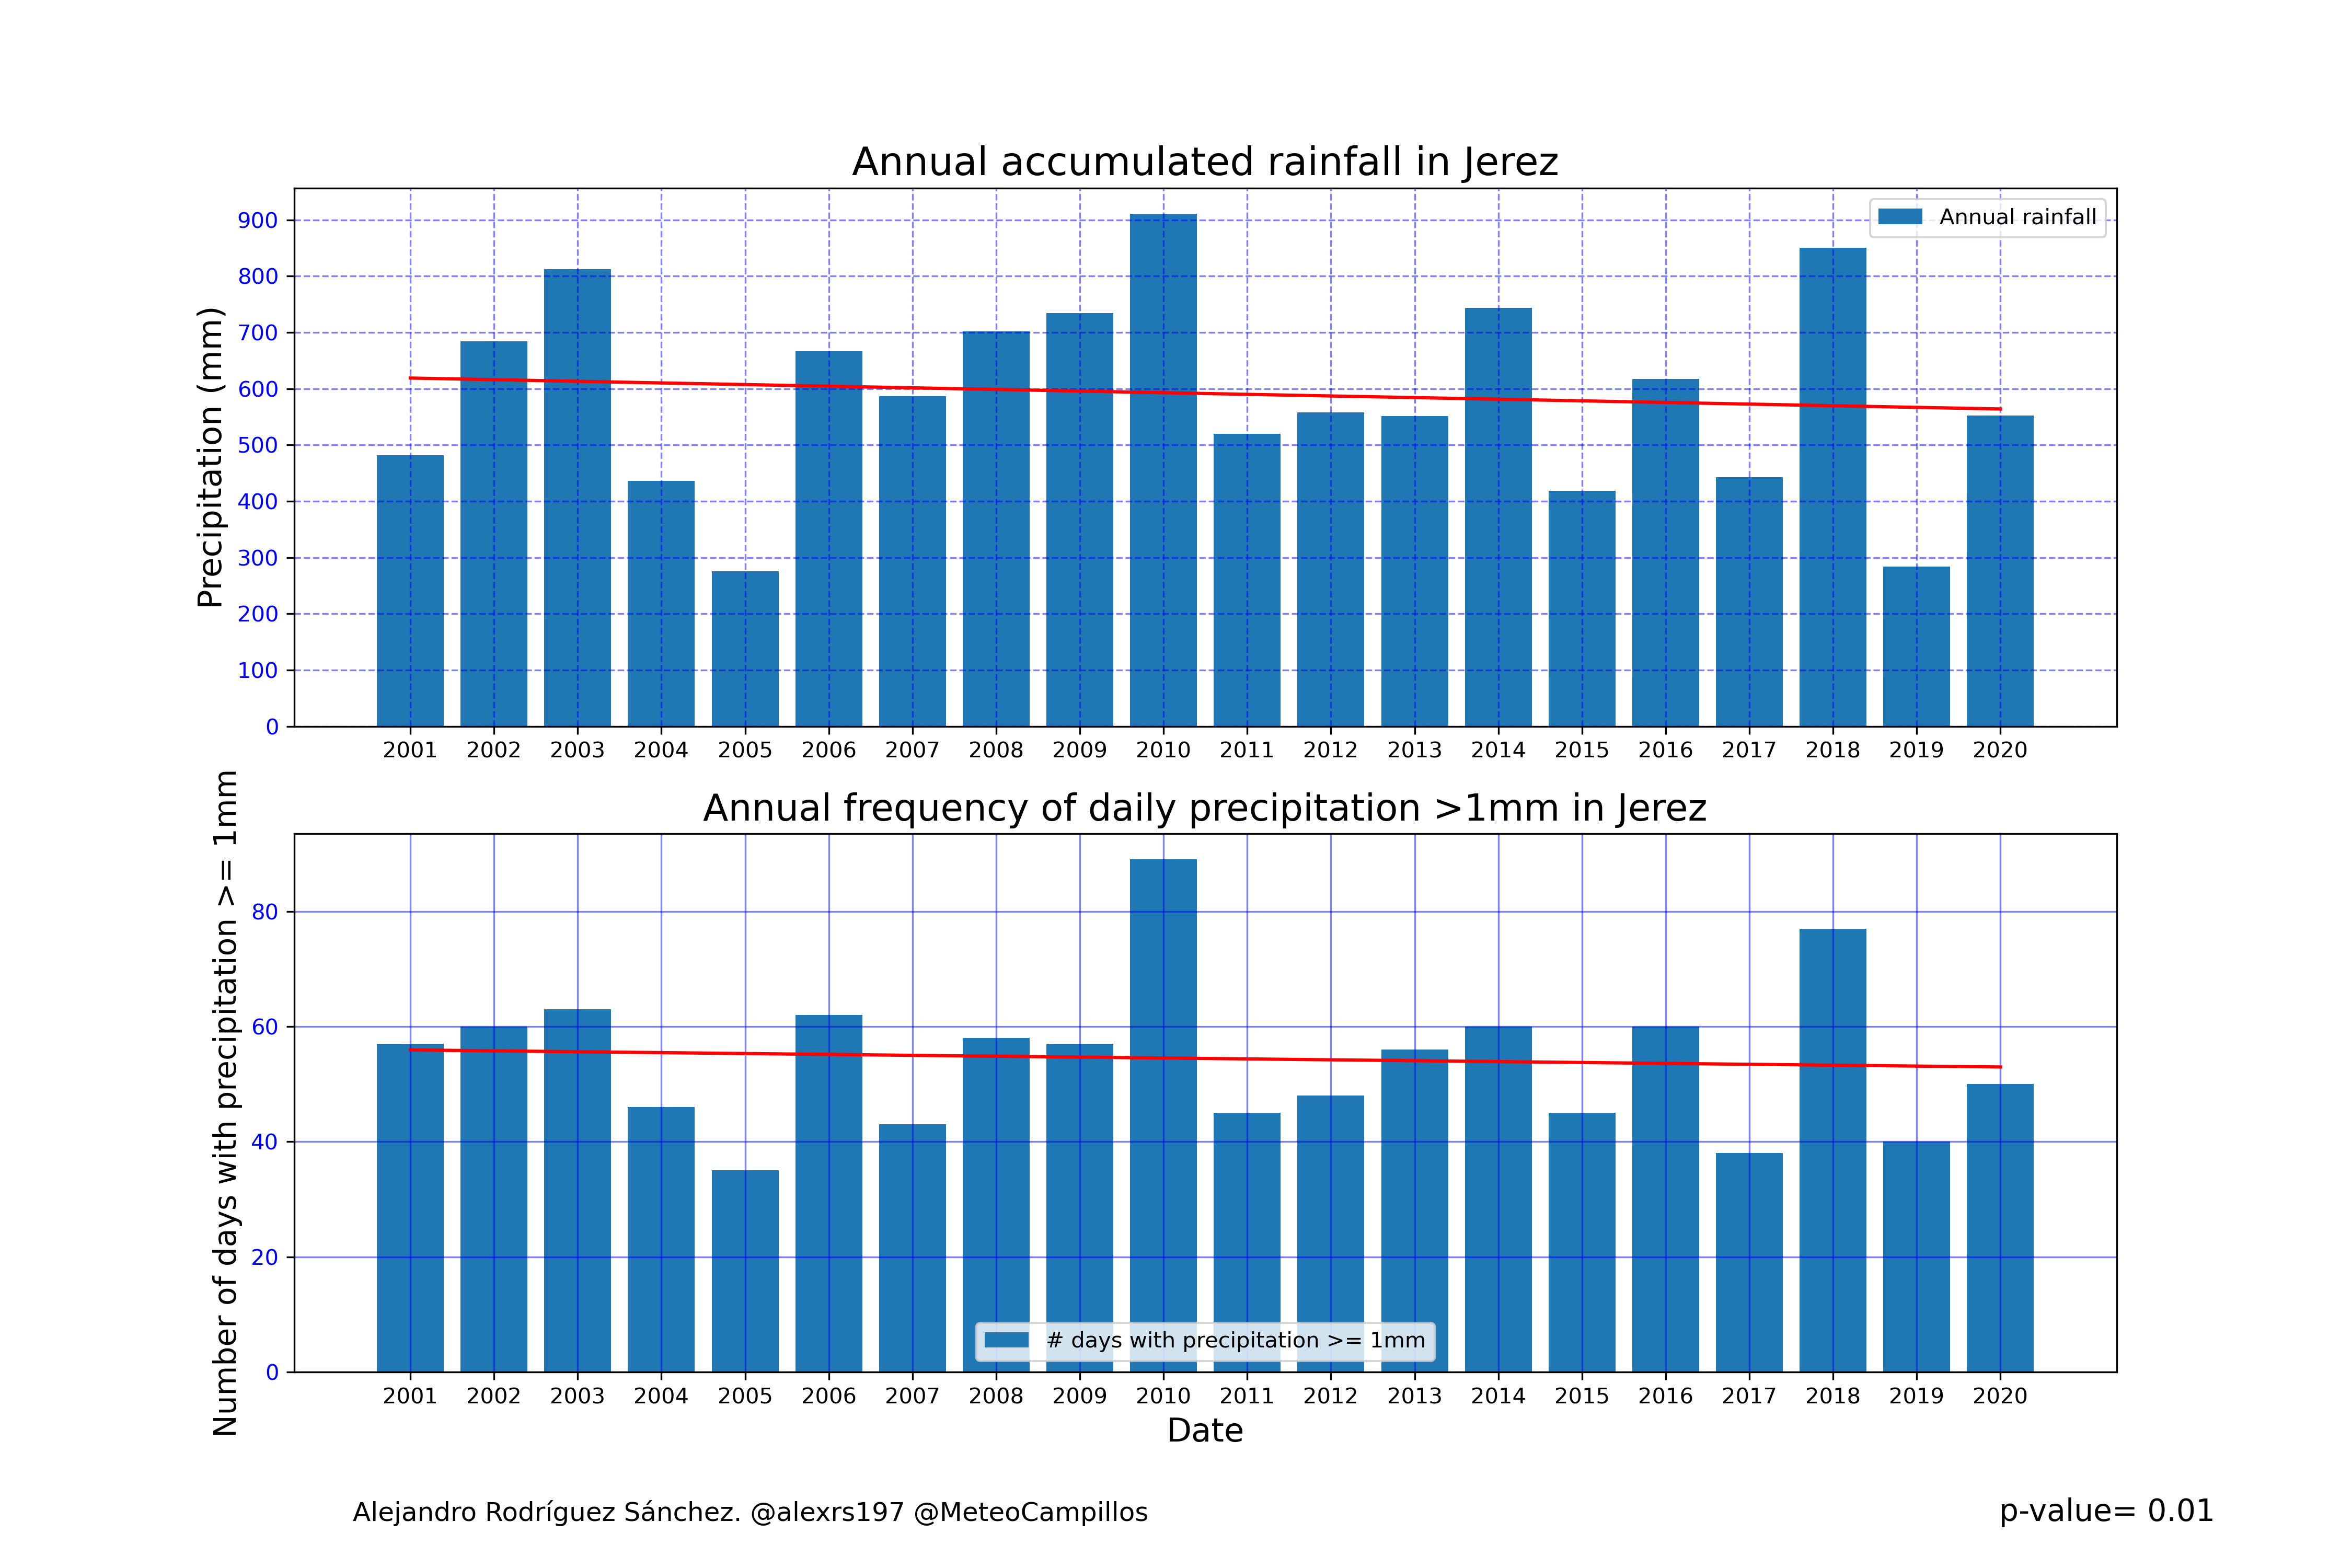 Annual accumulated rainfall in Jerez
Precipitation (mm)
900
800
700
600
500
400
300
200
100
0
Annual rainfall
2001 2002 2003 2004 2005 2006 2007 2008 2009 2010 2011 2012 2013 2014 2015 2016 2017 2018 2019 2020
Annual frequency of daily precipitation >1mm in Jerez
Number of days with precipitation >= 1mm
80
60
40
20
0
# days with precipitation >= 1mm
2001 2002 2003 2004 2005 2006 2007 2008 2009 2010 2011 2012 2013 2014 2015 2016 2017 2018 2019 2020
Date
Alejandro Rodríguez Sánchez. @alexrs197 @MeteoCampillos
p-value= 0.01